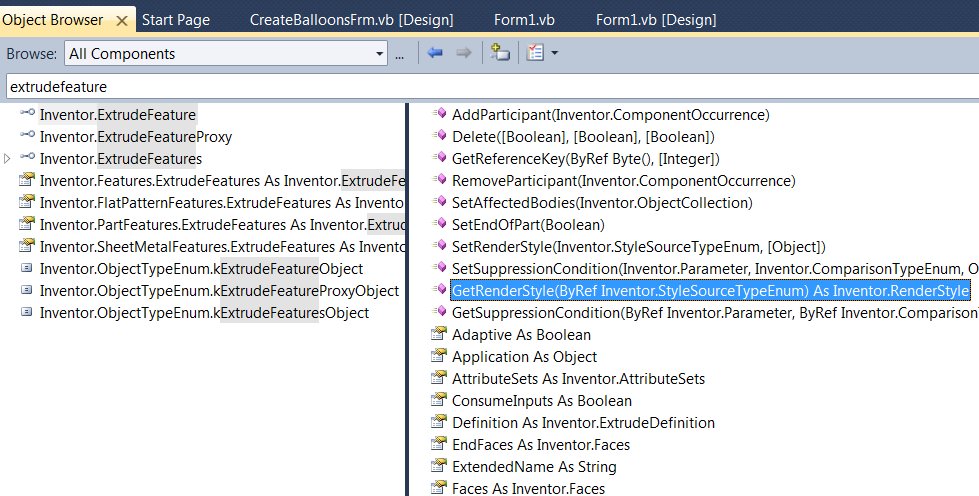 Object Browser Start Page CreateBalloonsFrm.vb [Design] Form1.vb Form1.vb [Design]
Browse: All Components ...
extrudefeature
Inventor.ExtrudeFeature
Inventor.ExtrudeFeatureProxy
Inventor.ExtrudeFeatures
Inventor.Features.ExtrudeFeatures As Inventor.ExtrudeFe
Inventor.FlatPatternFeatures.ExtrudeFeatures As Invento
Inventor.PartFeatures.ExtrudeFeatures As Inventor.Extrud
Inventor.SheetMetalFeatures.ExtrudeFeatures As Invento
Inventor.ObjectTypeEnum.kExtrudeFeatureObject
Inventor.ObjectTypeEnum.kExtrudeFeatureProxyObject
Inventor.ObjectTypeEnum.kExtrudeFeaturesObject
AddParticipant(Inventor.ComponentOccurrence)
Delete([Boolean], [Boolean], [Boolean])
GetReferenceKey(ByRef Byte(), [Integer])
RemoveParticipant(Inventor.ComponentOccurrence)
SetAffectedBodies(Inventor.ObjectCollection)
SetEndOfPart(Boolean)
SetRenderStyle(Inventor.StyleSourceTypeEnum, [Object])
SetSuppressionCondition(Inventor.Parameter, Inventor.ComparisonTypeEnum, O
GetRenderStyle(ByRef Inventor.StyleSourceTypeEnum) As Inventor.RenderStyle
GetSuppressionCondition(ByRef Inventor.Parameter, ByRef Inventor.Comparison
Adaptive As Boolean
Application As Object
AttributeSets As Inventor.AttributeSets
ConsumeInputs As Boolean
Definition As Inventor.ExtrudeDefinition
EndFaces As Inventor.Faces
ExtendedName As String
Faces As Inventor.Faces